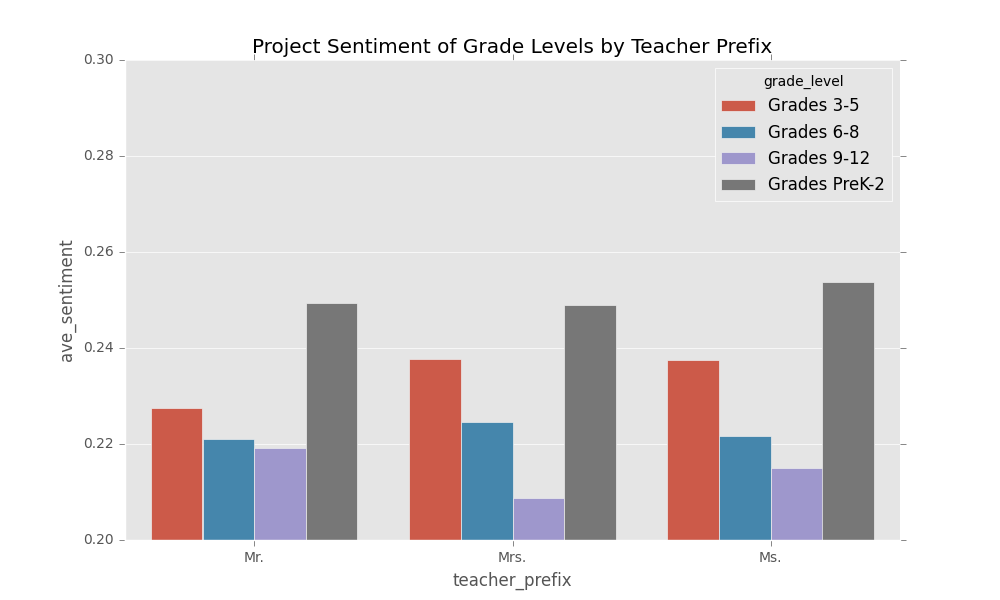 Project Sentiment of Grade Levels by Teacher Prefix
grade_level
Grades 3-5
Grades 6-8
Grades 9-12
Grades PreK-2
ave_sentiment
0.30
0.28
0.26
0.24
0.22
0.20
Mr.
Mrs.
Ms.
teacher_prefix